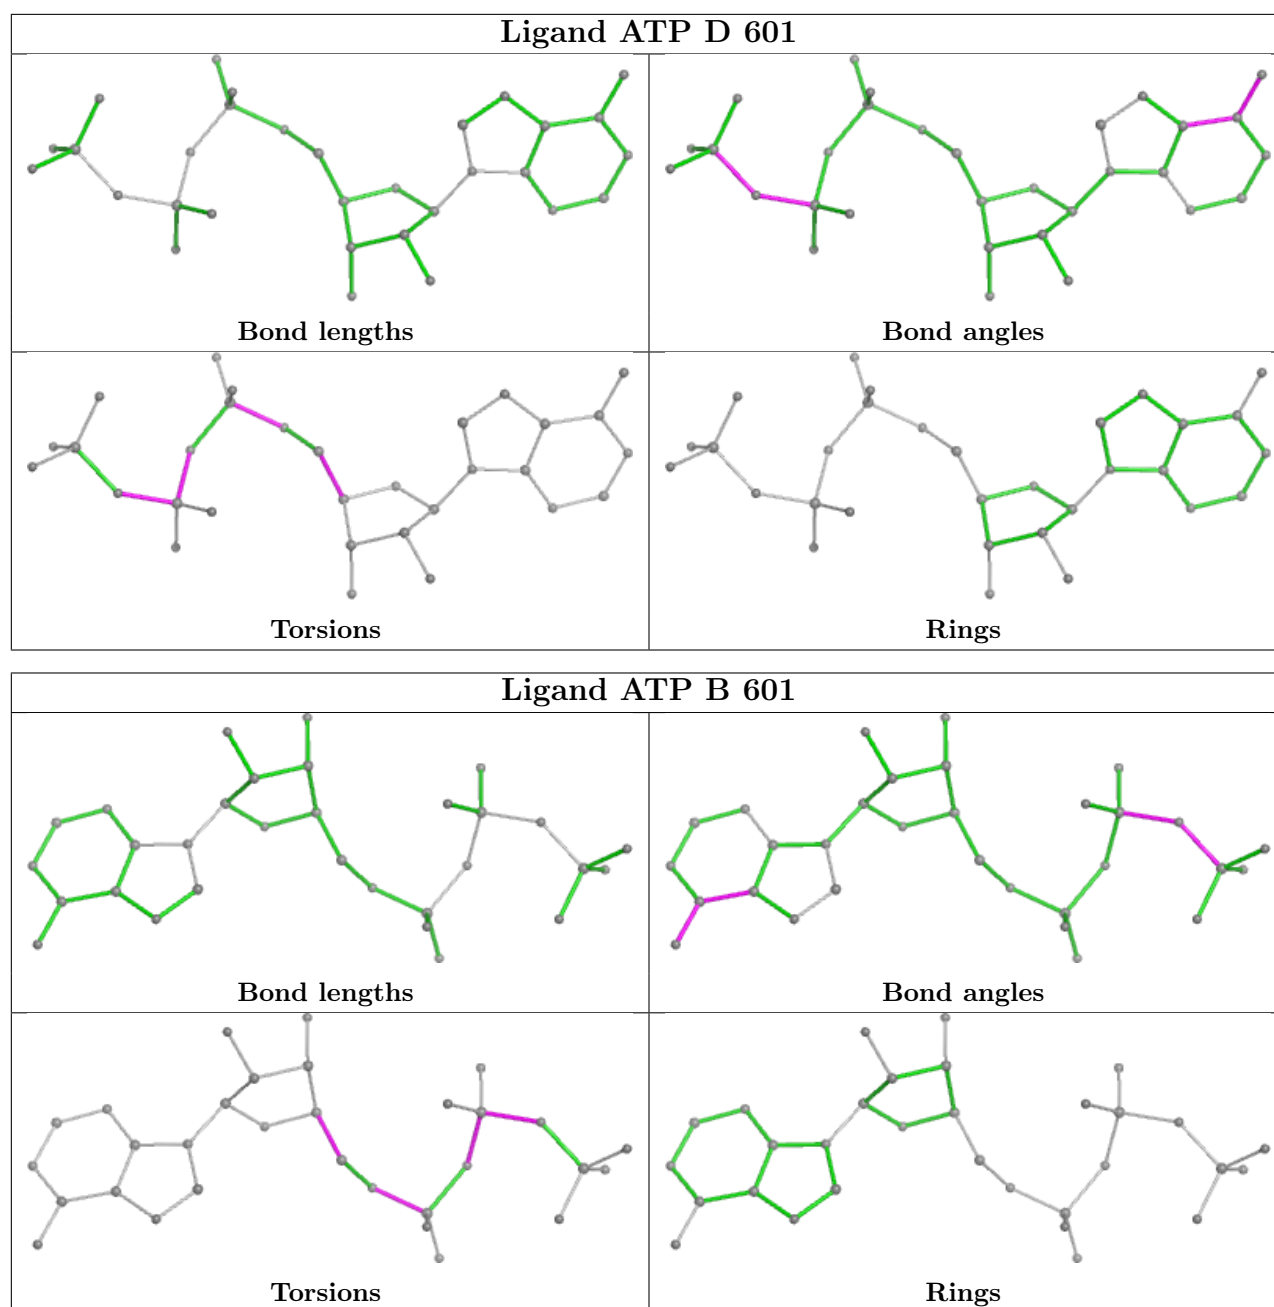 Ligand ATP D 601
Bond lengths
Bond angles
Torsions
Rings
Ligand ATP B 601
Bond lengths
Bond angles
Torsions
Rings